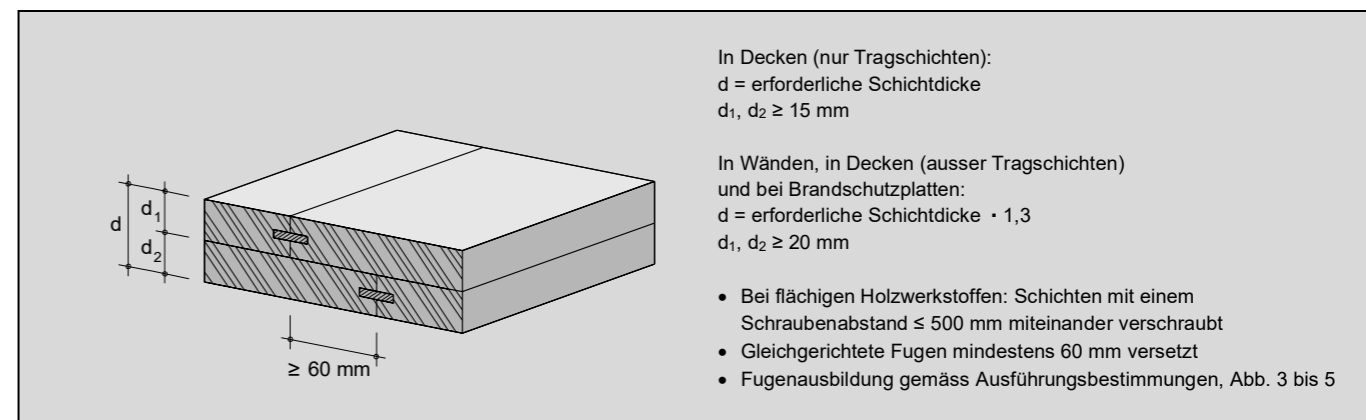 In Decken (nur Tragschichten):
d = erforderliche Schichtdicke
d₁, d₂ ≥ 15 mm
In Wänden, in Decken (ausser Tragschichten)
und bei Brandschutzplatten:
d = erforderliche Schichtdicke · 1,3
d₁, d₂ ≥ 20 mm
• Bei flächigen Holzwerkstoffen: Schichten mit einem
Schraubenabstand ≤ 500 mm miteinander verschraubt
• Gleichgerichtete Fugen mindestens 60 mm versetzt
• Fugenausbildung gemäss Ausführungsbestimmungen, Abb. 3 bis 5
d
d₁
d₂
≥ 60 mm